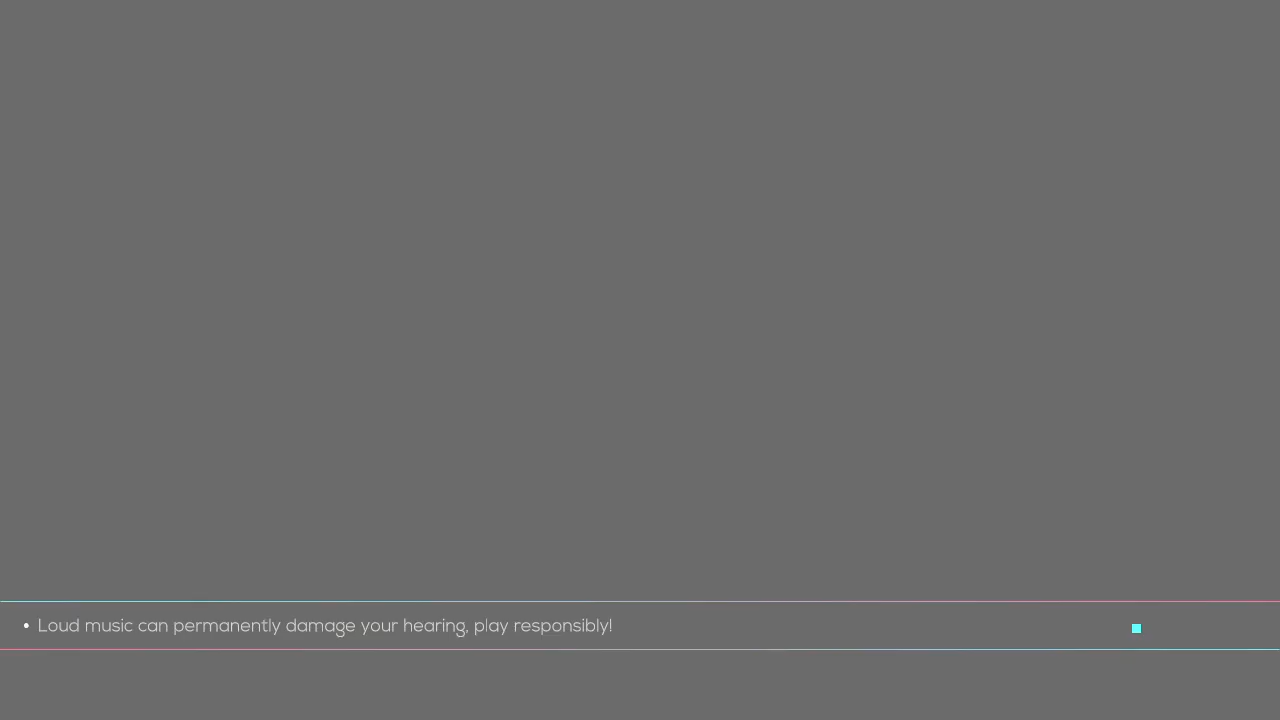 • Loud music can permanently damage your hearing, play responsibly!